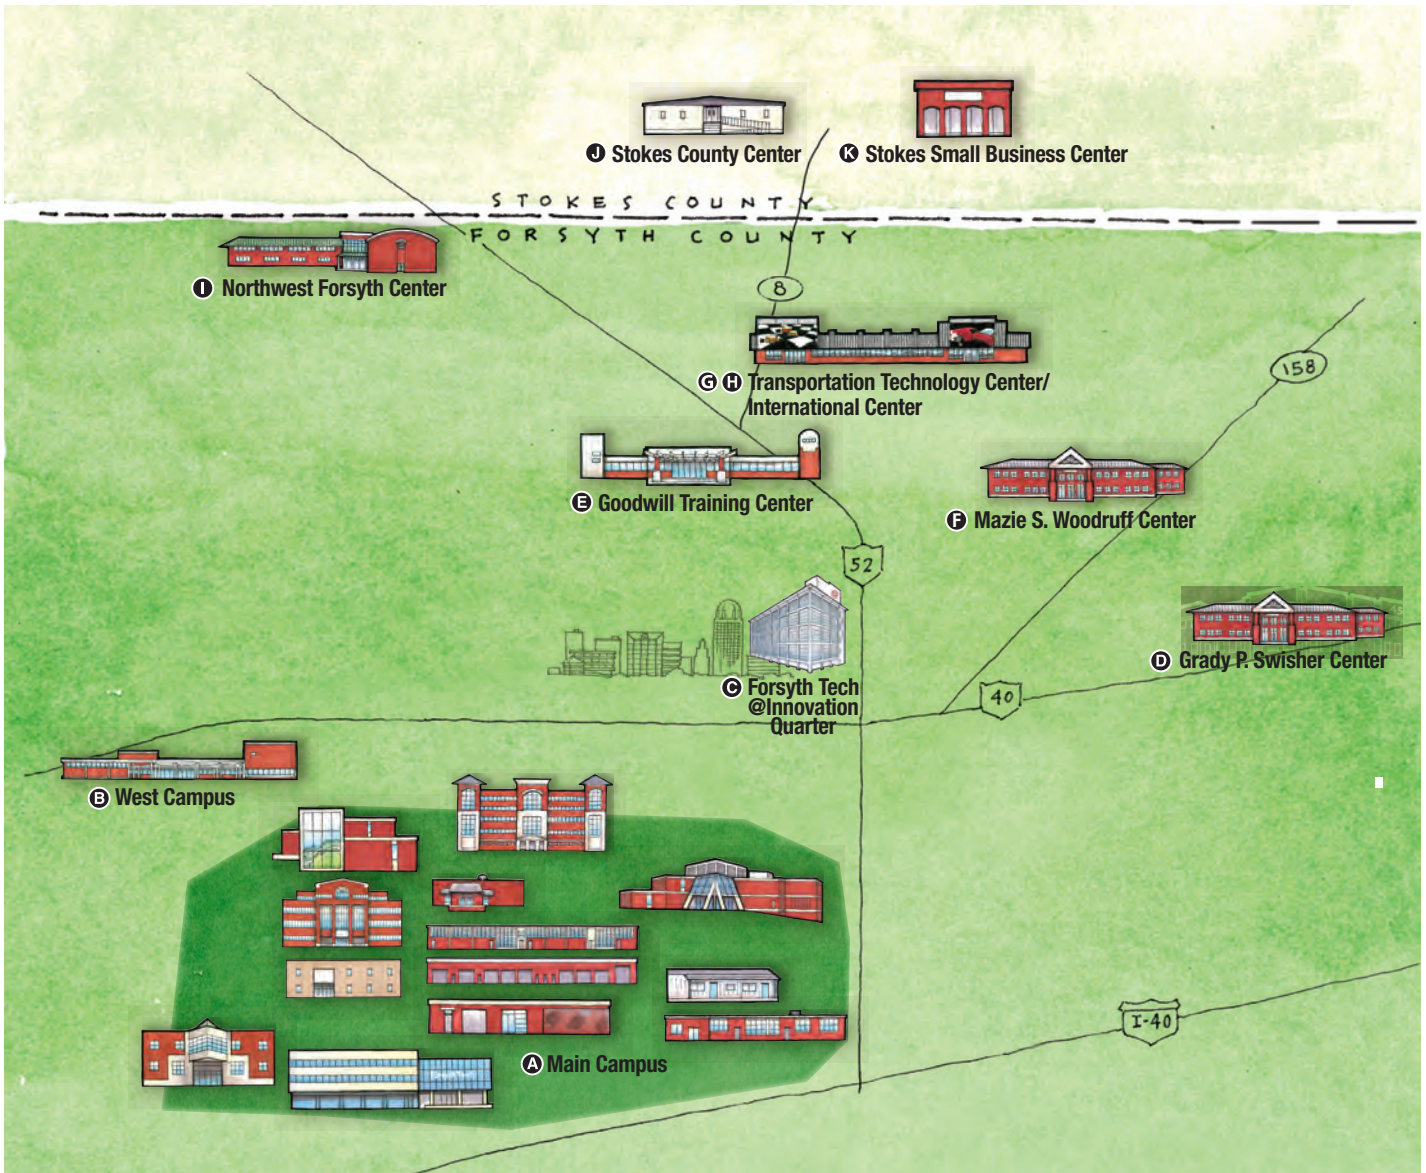 J Stokes County Center
K Stokes Small Business Center
STOKES COUNTY
FORSYTH COUNTY
I Northwest Forsyth Center
8
G H Transportation Technology Center/
International Center
158
E Goodwill Training Center
F Mazie S. Woodruff Center
52
D Grady P. Swisher Center
C Forsyth Tech
@Innovation
Quarter
40
B West Campus
I-40
A Main Campus